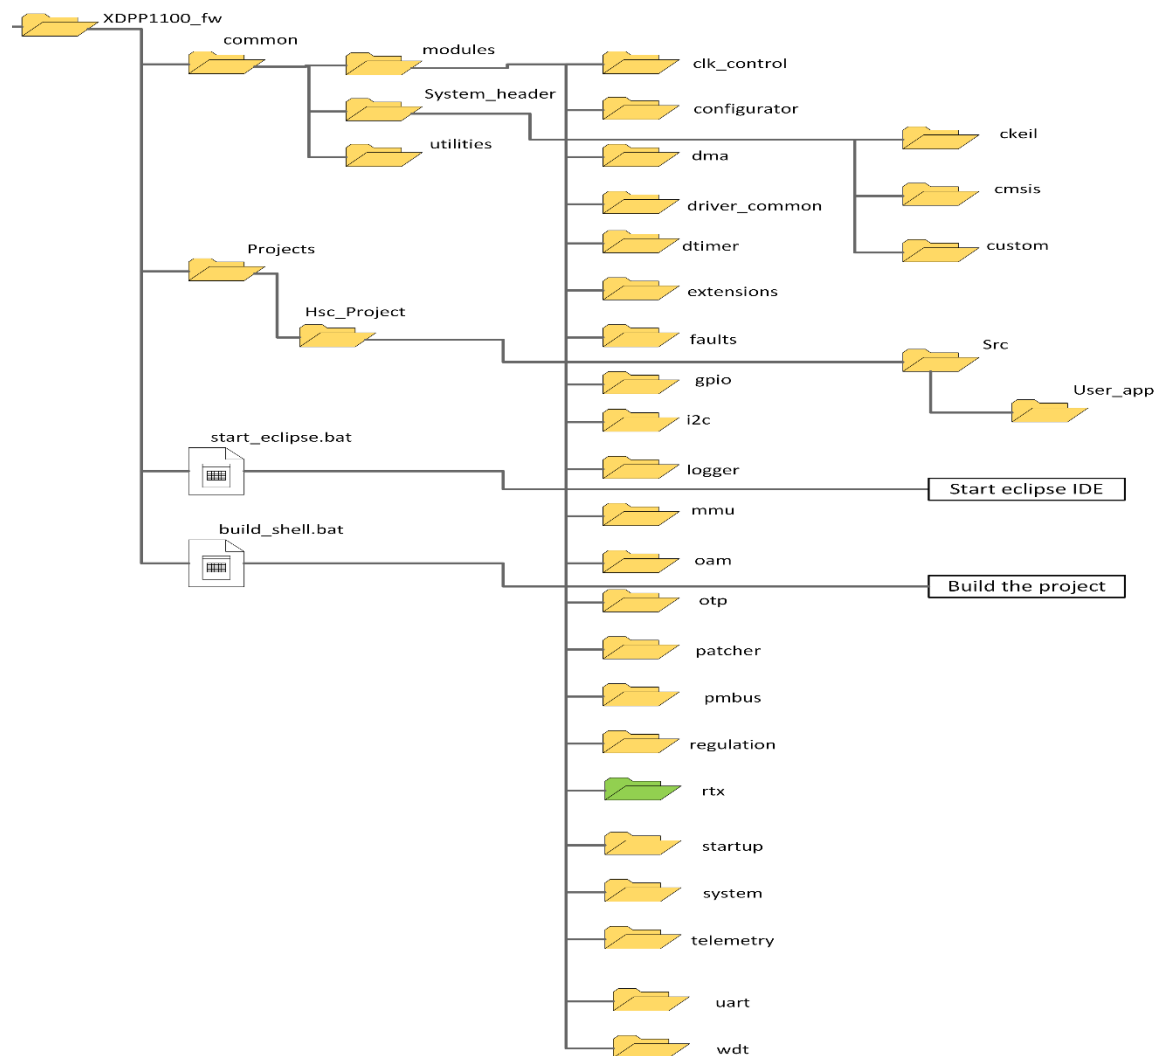 XDPP1100_fw
common
modules
System_header
utilities
clk_control
configurator
dma
driver_common
dtimer
extensions
faults
gpio
i2c
logger
mmu
oam
otp
patcher
pmbus
regulation
rtx
startup
system
telemetry
uart
wdt
ckeil
cmsis
custom
Projects
Hsc_Project
Src
User_app
start_eclipse.bat
Start eclipse IDE
build_shell.bat
Build the project